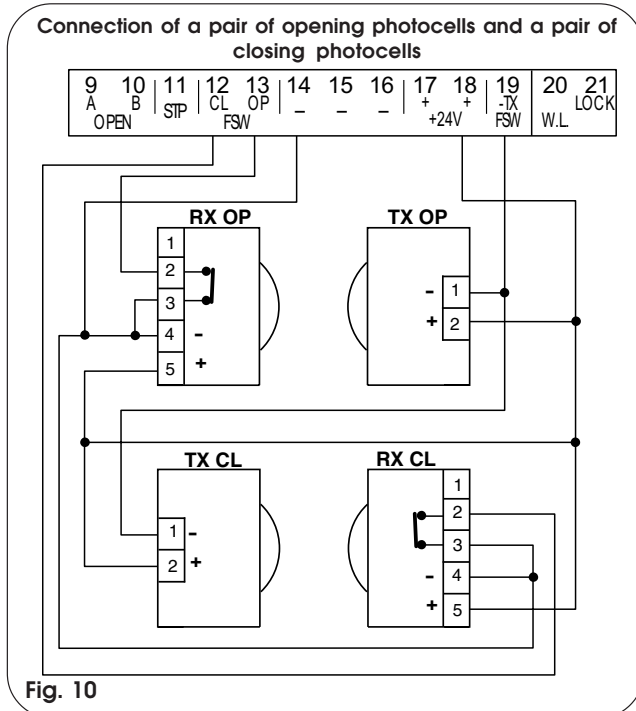 Connection of a pair of opening photocells and a pair of
closing photocells
9 10 11 12 13 14 15 16 17 18 19 20 21
A B STP CL OP – – – + + -TX LOCK
OPEN FSW +24V FSW W.L.
RX OP TX OP
1
2
3
4 -
5 +
- 1
+ 2
TX CL RX CL
1 -
2 +
1
2
3
- 4
+ 5
Fig. 10